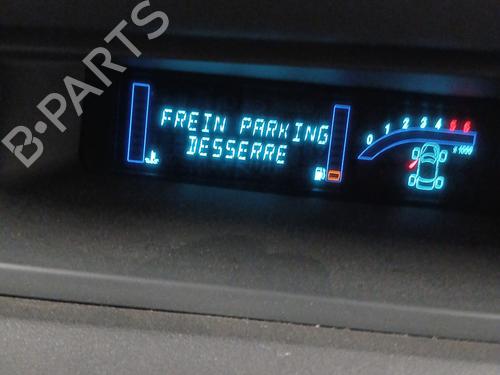 B-PARTS
FREIN PARKING
DESSERRE
0 1 2 3 4 5 6
x1000